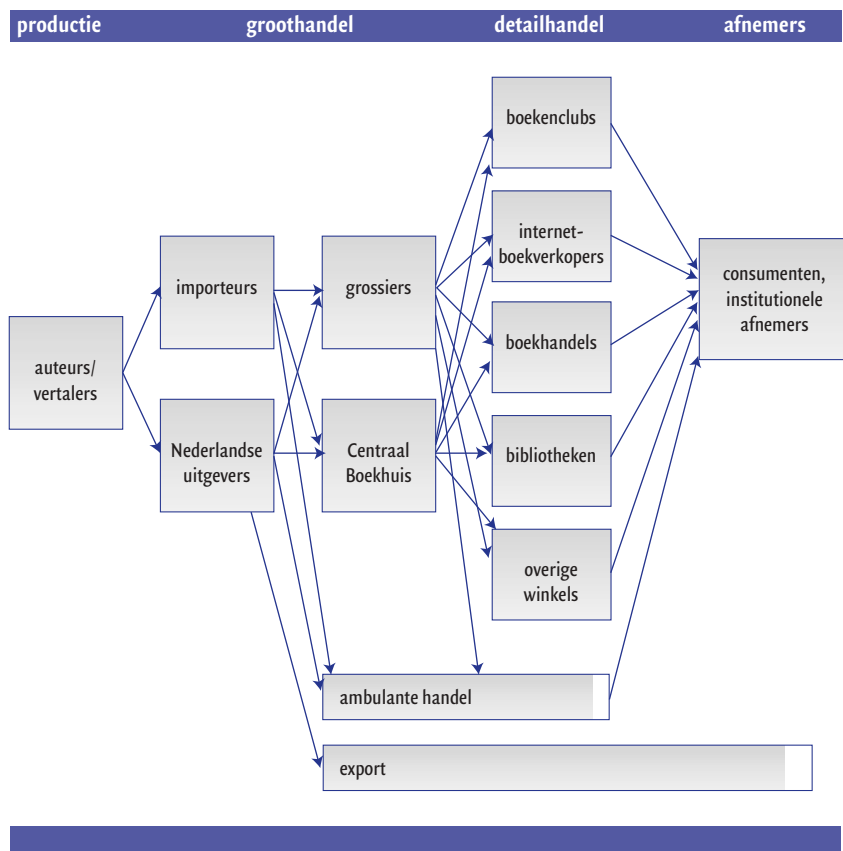 productie groothandel detailhandel afnemers
boekenclubs
internet-
boekverkopers
importeurs
grossiers
consumenten,
institutionele
afnemers
boekhandels
auteurs/
vertalers
Nederlandse
uitgevers
Centraal
Boekhuis
bibliotheken
overige
winkels
ambulante handel
export